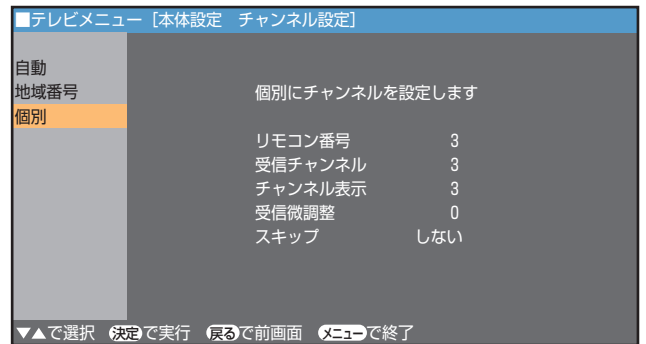 ■テレビメニュー [本体設定　チャンネル設定]
自動
地域番号
個別
個別にチャンネルを設定します
リモコン番号 3
受信チャンネル 3
チャンネル表示 3
受信微調整 0
スキップ しない
▼▲で選択 決定で実行 戻るで前画面 メニューで終了